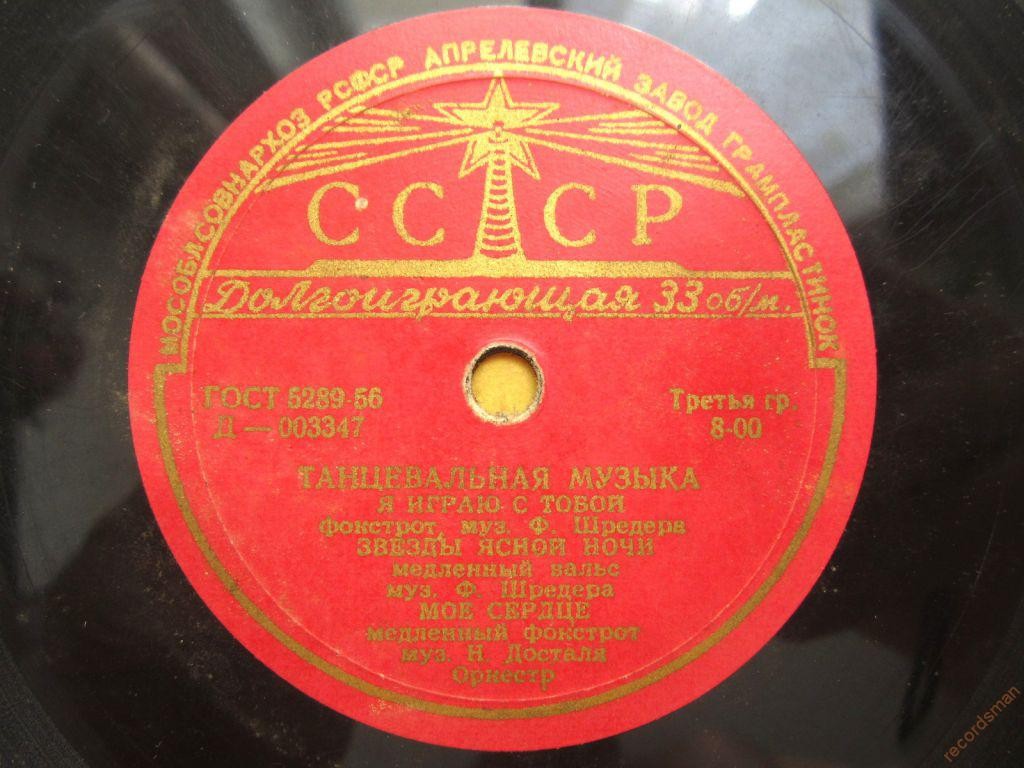 МОСОБЛСОВНАРХОЗ РСФСР АПРЕЛЕВСКИЙ ЗАВОД ГРАМПЛАСТИНОК
СССР
Долгоиграющая 33 об/м.
ГОСТ 5289-56
Д — 003347
Третья гр.
8-00
ТАНЦЕВАЛЬНАЯ МУЗЫКА
Я ИГРАЮ С ТОБОЙ
фокстрот, муз. Ф. Шредера
ЗВЕЗДЫ ЯСНОЙ НОЧИ
медленный вальс
муз. Ф. Шредера
МОЕ СЕРДЦЕ
медленный фокстрот
муз. Н. Досталя
Оркестр
recordsman